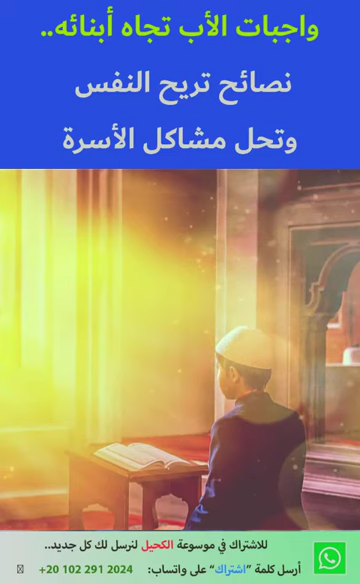 واجبات الأب تجاه أبنائه..
نصائح تريح النفس
وتحل مشاكل الأسرة
للاشتراك في موسوعة الكحيل لنرسل لك كل جديد..
أرسل كلمة "اشتراك" على واتساب: +20 102 291 2024